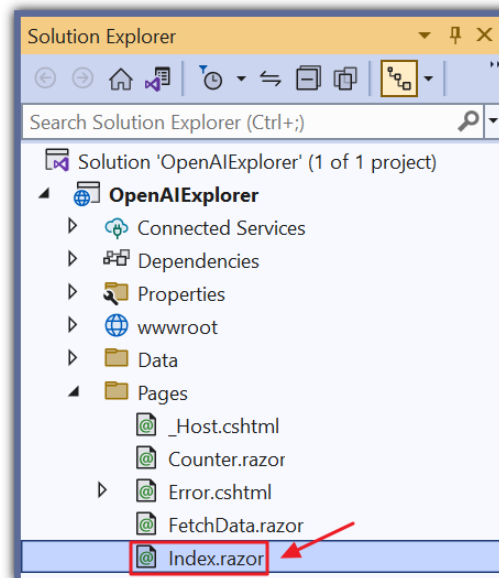 Solution Explorer
Search Solution Explorer (Ctrl+;)
Solution 'OpenAIExplorer' (1 of 1 project)
OpenAIExplorer
Connected Services
Dependencies
Properties
wwwroot
Data
Pages
_Host.cshtml
Counter.razor
Error.cshtml
FetchData.razor
Index.razor